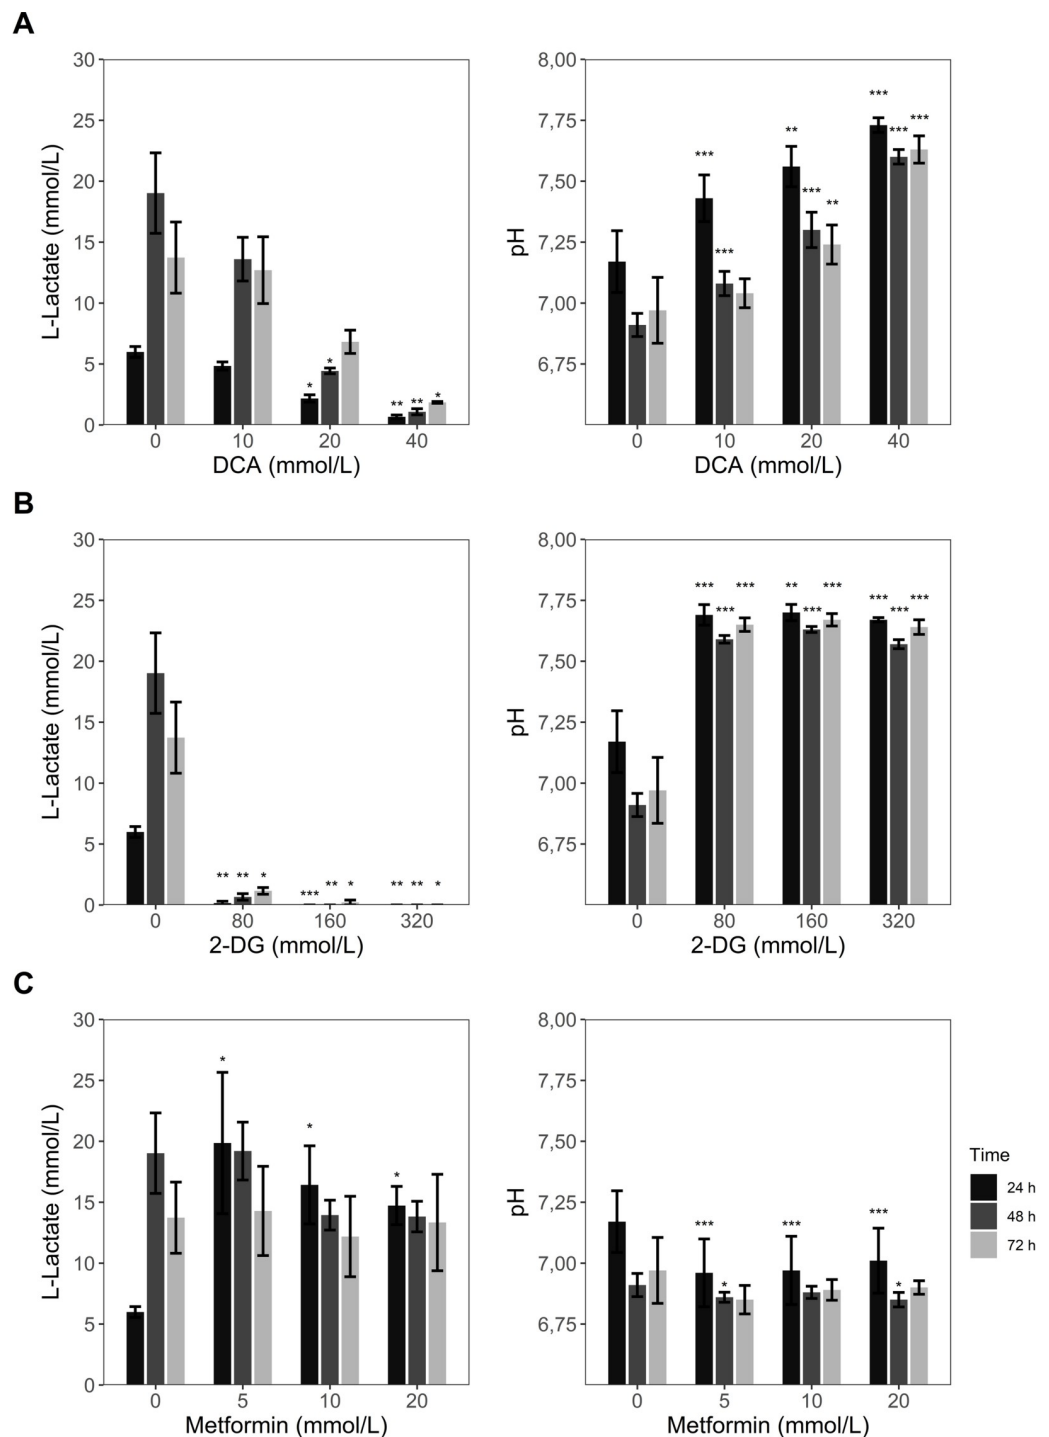 A
30
25
20
15
10
5
0
L-Lactate (mmol/L)
0 10 20 40
DCA (mmol/L)
* * ** ** *
8,00
7,75
7,50
7,25
7,00
6,75
pH
0 10 20 40
DCA (mmol/L)
*** *** ** *** ** *** *** ***
B
30
25
20
15
10
5
0
L-Lactate (mmol/L)
0 80 160 320
2-DG (mmol/L)
** ** * *** ** * ** ** *
8,00
7,75
7,50
7,25
7,00
6,75
pH
0 80 160 320
2-DG (mmol/L)
*** *** *** ** *** *** *** *** ***
C
30
25
20
15
10
5
0
L-Lactate (mmol/L)
0 5 10 20
Metformin (mmol/L)
* * *
8,00
7,75
7,50
7,25
7,00
6,75
pH
0 5 10 20
Metformin (mmol/L)
*** * *** *** *
Time
24 h
48 h
72 h